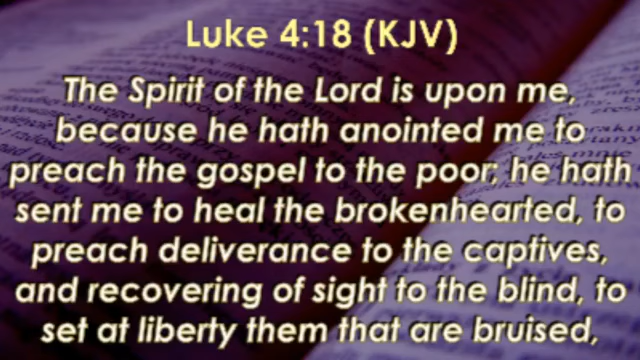 Luke 4:18 (KJV)
The Spirit of the Lord is upon me,
because he hath anointed me to
preach the gospel to the poor; he hath
sent me to heal the brokenhearted, to
preach deliverance to the captives,
and recovering of sight to the blind, to
set at liberty them that are bruised,